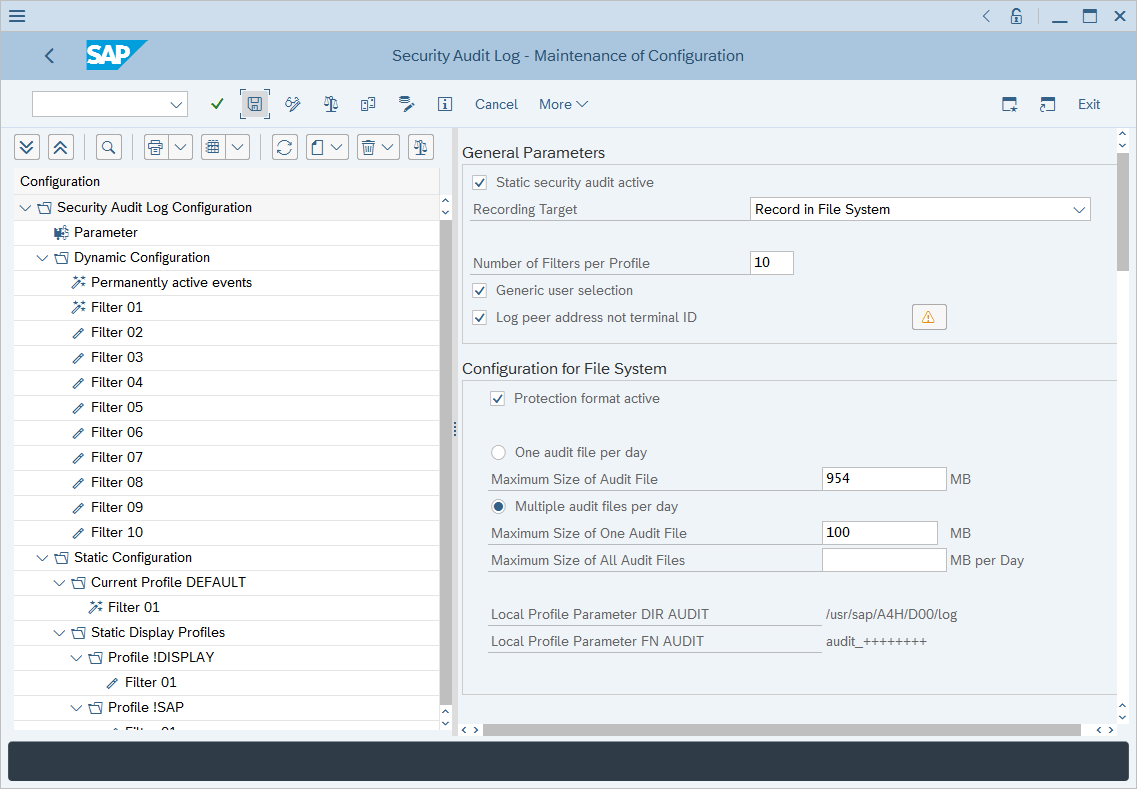 Security Audit Log - Maintenance of Configuration
SAP
Cancel
More
Exit
Configuration
Security Audit Log Configuration
Parameter
Dynamic Configuration
Permanently active events
Filter 01
Filter 02
Filter 03
Filter 04
Filter 05
Filter 06
Filter 07
Filter 08
Filter 09
Filter 10
Static Configuration
Current Profile DEFAULT
Filter 01
Static Display Profiles
Profile !DISPLAY
Filter 01
Profile !SAP
Filter 01
General Parameters
Static security audit active
Recording Target Record in File System
Number of Filters per Profile 10
Generic user selection
Log peer address not terminal ID
Configuration for File System
Protection format active
One audit file per day
Maximum Size of Audit File 954 MB
Multiple audit files per day
Maximum Size of One Audit File 100 MB
Maximum Size of All Audit Files MB per Day
Local Profile Parameter DIR AUDIT /usr/sap/A4H/D00/log
Local Profile Parameter FN AUDIT audit_++++++++